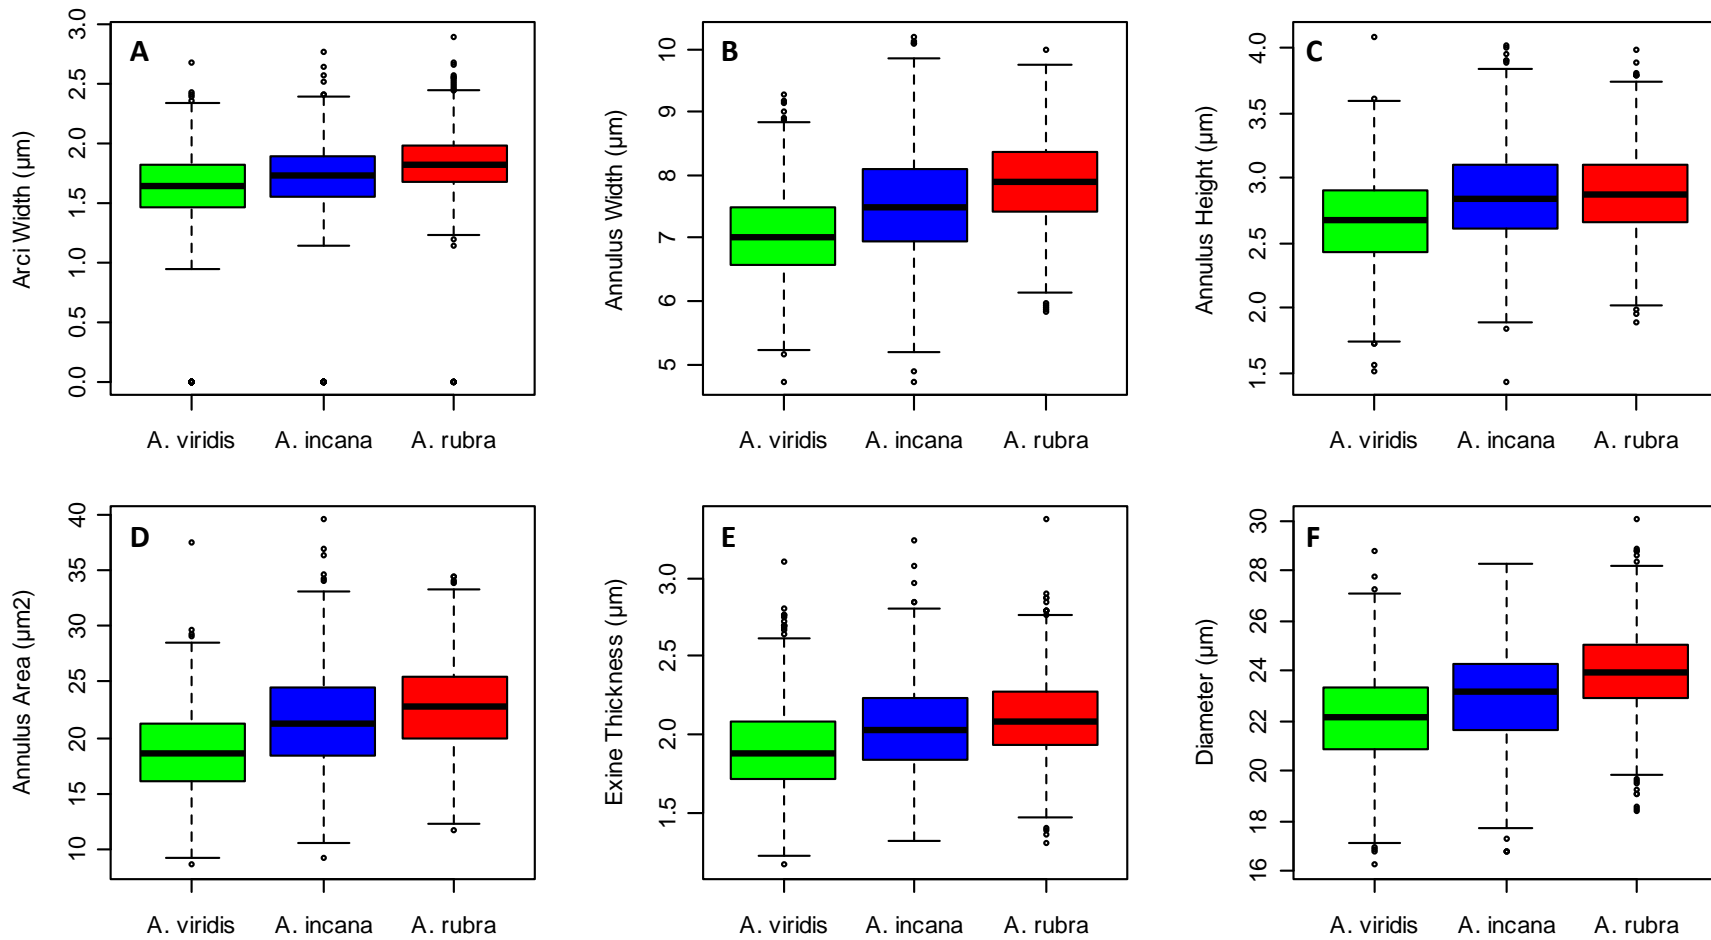 A
Arci Width (µm)
0.0 0.5 1.0 1.5 2.0 2.5 3.0
A. viridis A. incana A. rubra
B
Annulus Width (µm)
5 6 7 8 9 10
A. viridis A. incana A. rubra
C
Annulus Height (µm)
1.5 2.0 2.5 3.0 3.5 4.0
A. viridis A. incana A. rubra
D
Annulus Area (µm2)
10 15 20 25 30 35 40
A. viridis A. incana A. rubra
E
Exine Thickness (µm)
1.5 2.0 2.5 3.0
A. viridis A. incana A. rubra
F
Diameter (µm)
16 18 20 22 24 26 28 30
A. viridis A. incana A. rubra